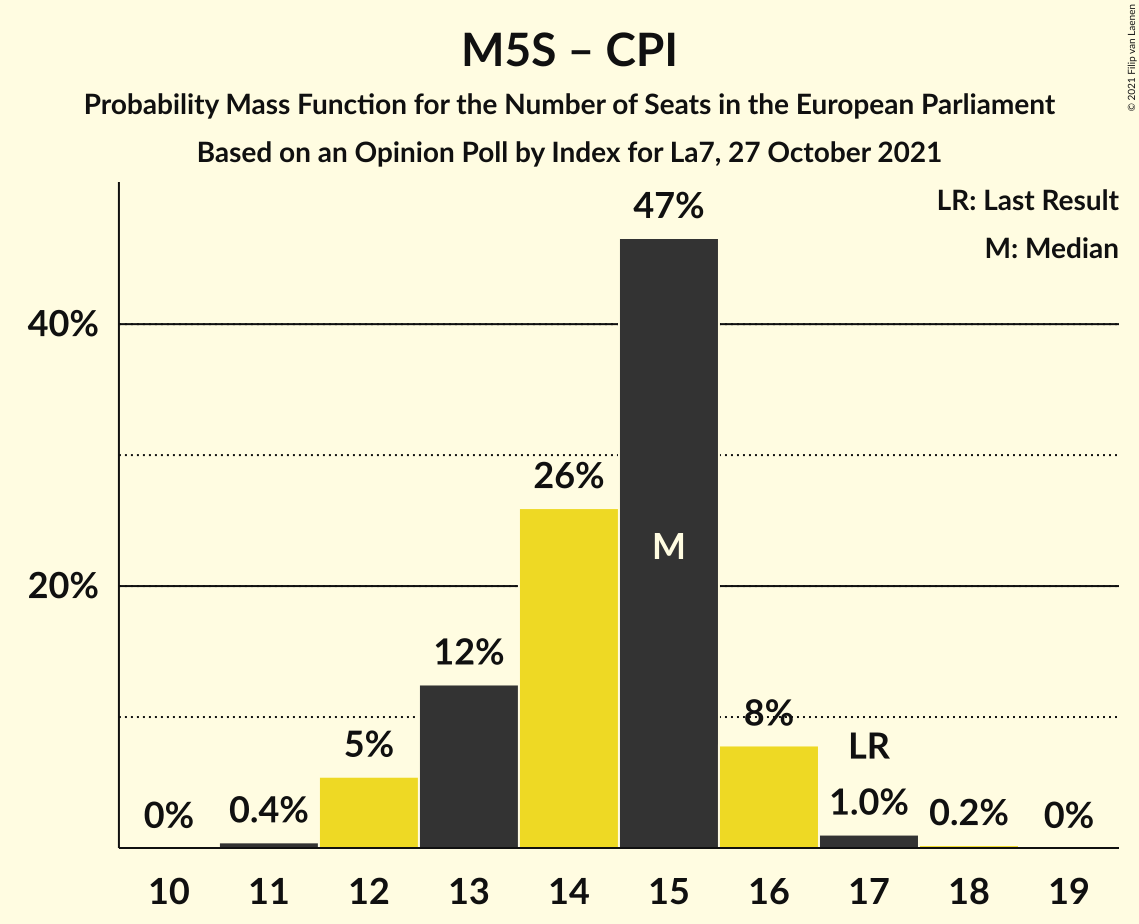 M5S – CPI
Probability Mass Function for the Number of Seats in the European Parliament
Based on an Opinion Poll by Index for La7, 27 October 2021
© 2021 Filip van Laenen
LR: Last Result
M: Median
40%
20%
0%
0.4%
5%
12%
26%
47%
M
8%
LR
1.0%
0.2%
0%
10 11 12 13 14 15 16 17 18 19